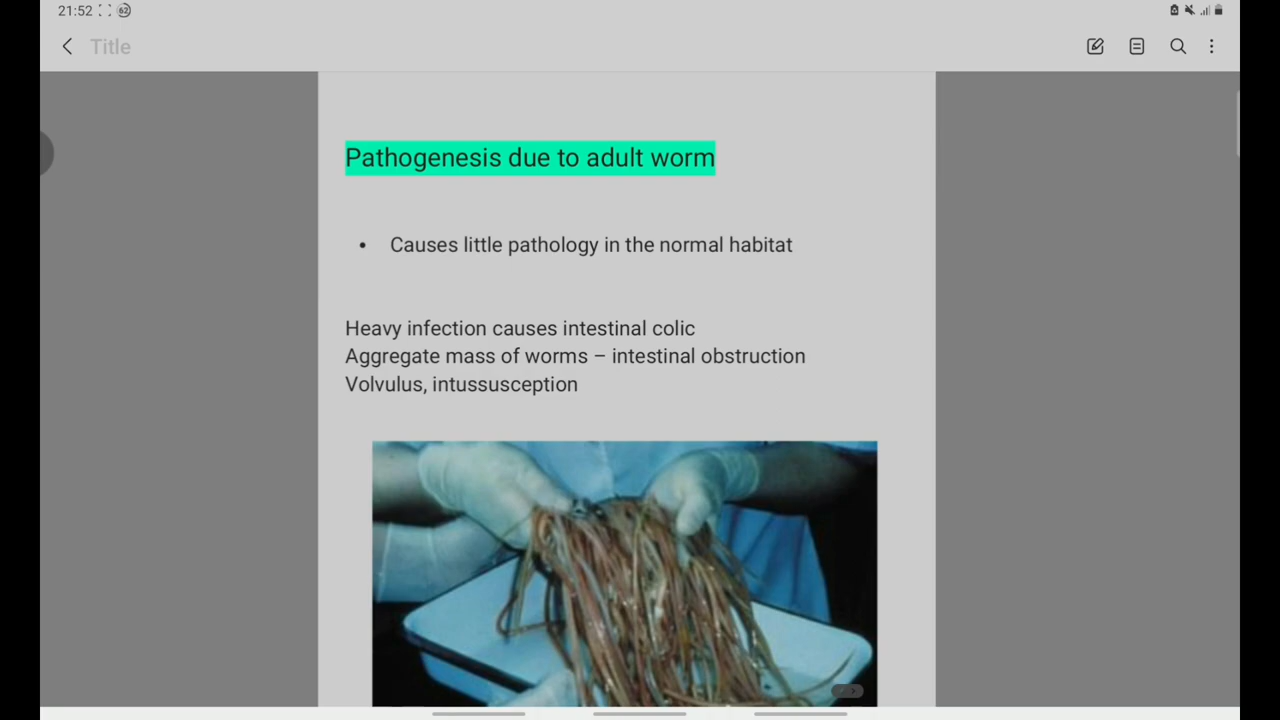 21:52 62
Title
Pathogenesis due to adult worm
• Causes little pathology in the normal habitat
Heavy infection causes intestinal colic
Aggregate mass of worms – intestinal obstruction
Volvulus, intussusception